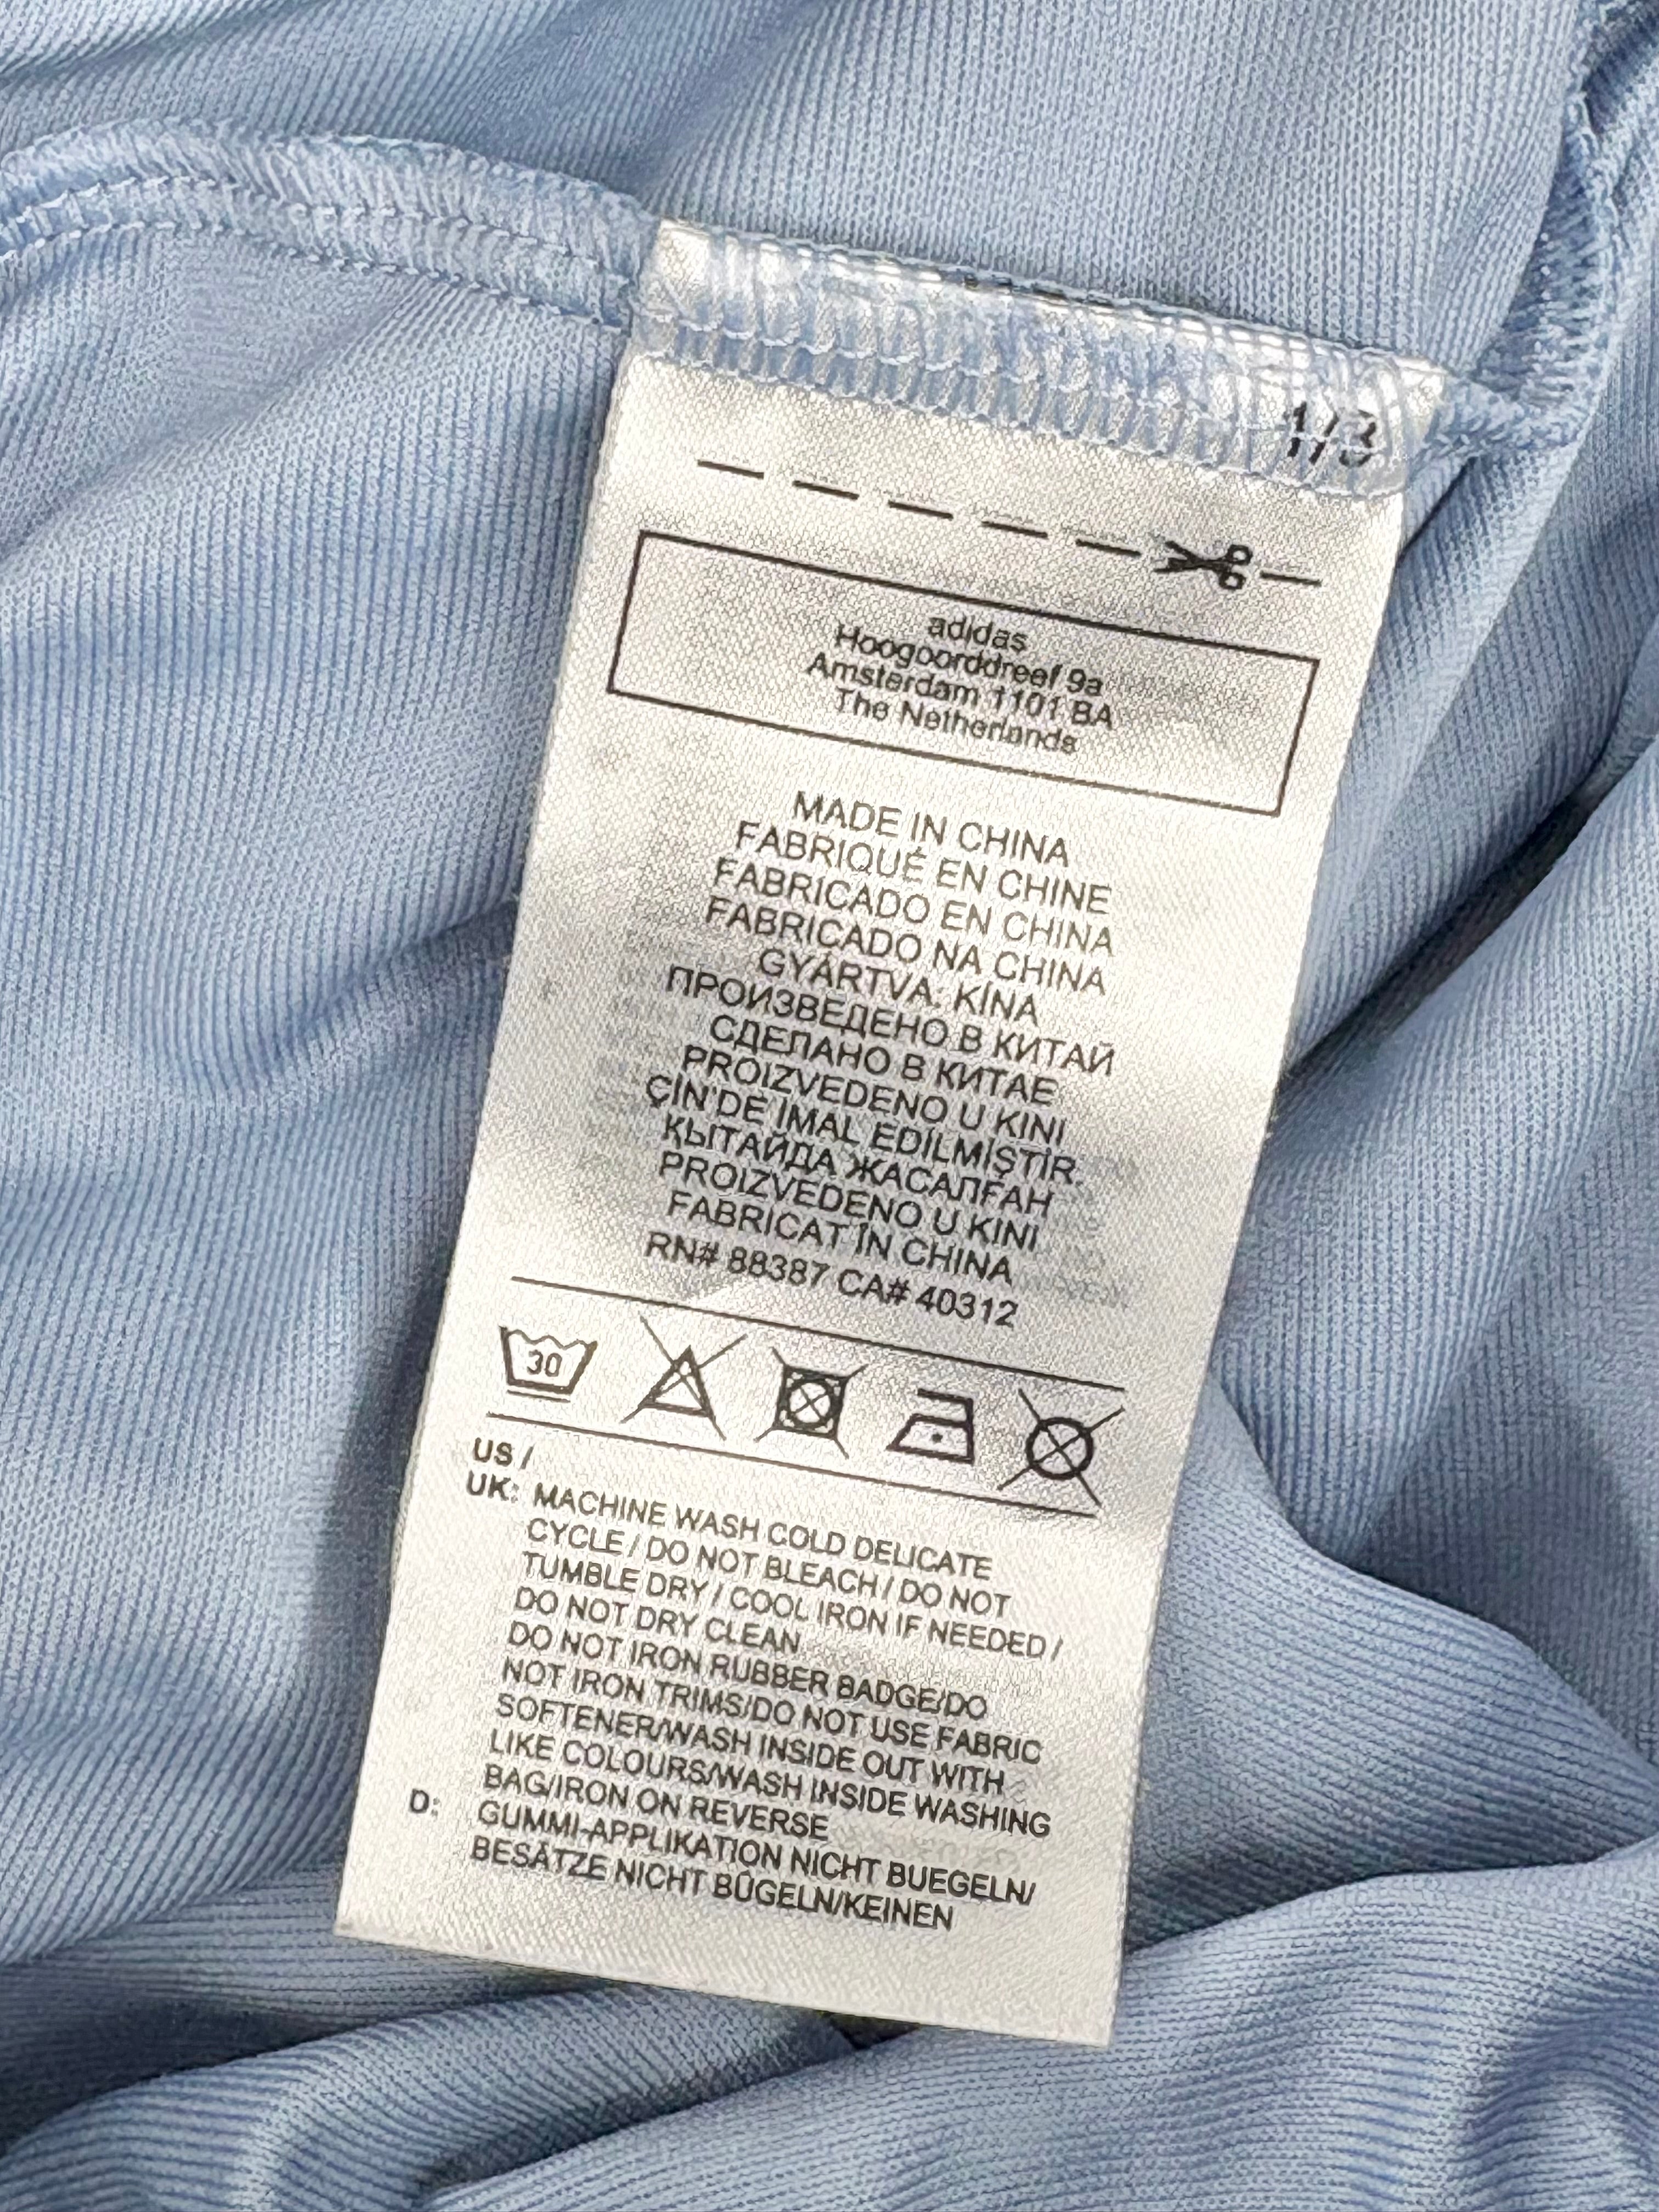 1/3
adidas
Hoogoorddreef 9a
Amsterdam 1101 BA
The Netherlands
MADE IN CHINA
FABRIQUÉ EN CHINE
FABRICADO EN CHINA
FABRICADO NA CHINA
GYÁRTVA: KÍNA
ПРОИЗВЕДЕНО В КИТАЙ
СДЕЛАНО В КИТАЕ
PROIZVEDENO U KINI
ÇİN'DE İMAL EDİLMİŞTİR.
ҚЫТАЙДА ЖАСАЛҒАН
PROIZVEDENO U KINI
FABRICAT ÎN CHINA
RN# 88387 CA# 40312
30
US /
UK: MACHINE WASH COLD DELICATE
CYCLE / DO NOT BLEACH / DO NOT
TUMBLE DRY / COOL IRON IF NEEDED /
DO NOT DRY CLEAN
DO NOT IRON RUBBER BADGE/DO
NOT IRON TRIMS/DO NOT USE FABRIC
SOFTENER/WASH INSIDE OUT WITH
LIKE COLOURS/WASH INSIDE WASHING
BAG/IRON ON REVERSE
D: GUMMI-APPLIKATION NICHT BUEGELN/
BESÄTZE NICHT BÜGELN/KEINEN